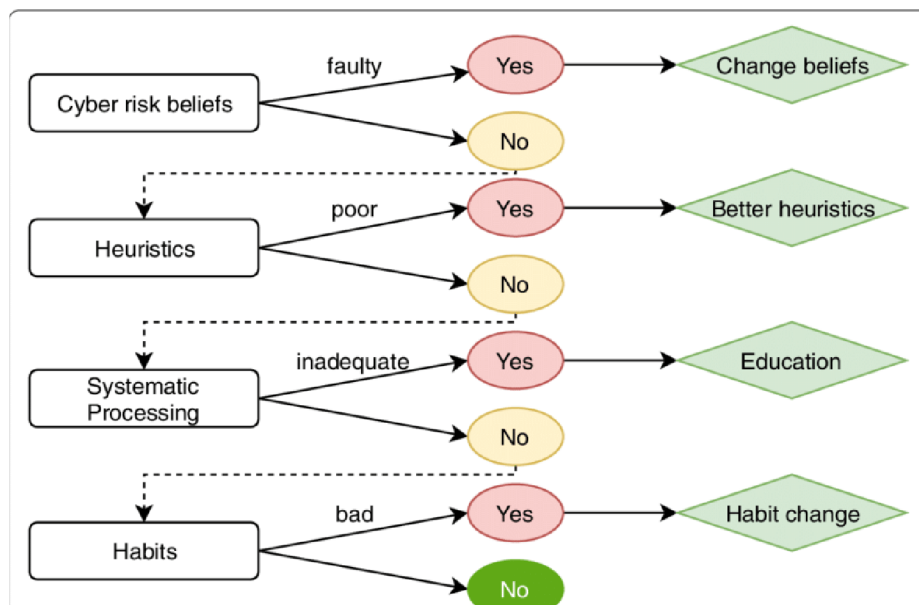 faulty
Yes
Change beliefs
Cyber risk beliefs
No
poor
Yes
Better heuristics
Heuristics
No
inadequate
Yes
Education
Systematic
Processing
No
bad
Yes
Habit change
Habits
No